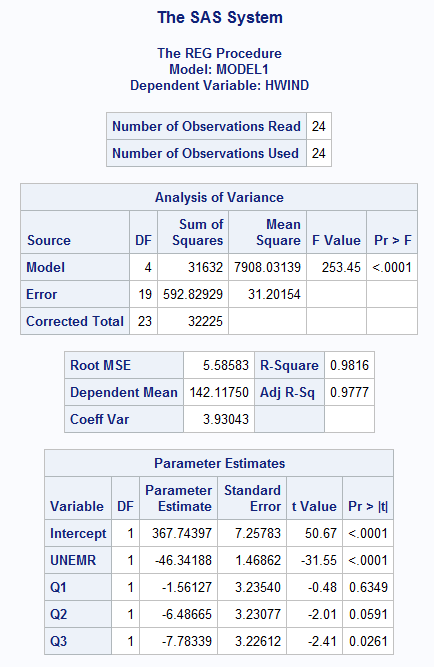 The SAS System
The REG Procedure
Model: MODEL1
Dependent Variable: HWIND
Number of Observations Read 24
Number of Observations Used 24
Analysis of Variance
Source DF Sum of Squares Mean Square F Value Pr > F
Model 4 31632 7908.03139 253.45 <.0001
Error 19 592.82929 31.20154
Corrected Total 23 32225
Root MSE 5.58583 R-Square 0.9816
Dependent Mean 142.11750 Adj R-Sq 0.9777
Coeff Var 3.93043
Parameter Estimates
Variable DF Parameter Estimate Standard Error t Value Pr > |t|
Intercept 1 367.74397 7.25783 50.67 <.0001
UNEMR 1 -46.34188 1.46862 -31.55 <.0001
Q1 1 -1.56127 3.23540 -0.48 0.6349
Q2 1 -6.48665 3.23077 -2.01 0.0591
Q3 1 -7.78339 3.22612 -2.41 0.0261